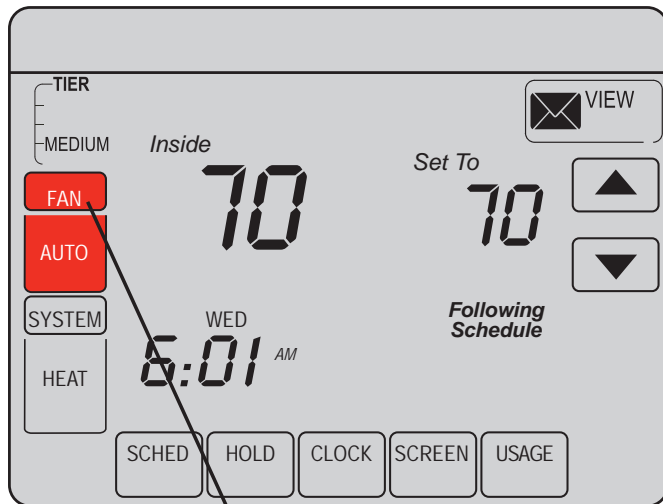 TIER
MEDIUM
VIEW
Inside
70
Set To
70
FAN
AUTO
SYSTEM
HEAT
WED
6:01 AM
Following
Schedule
SCHED HOLD CLOCK SCREEN USAGE